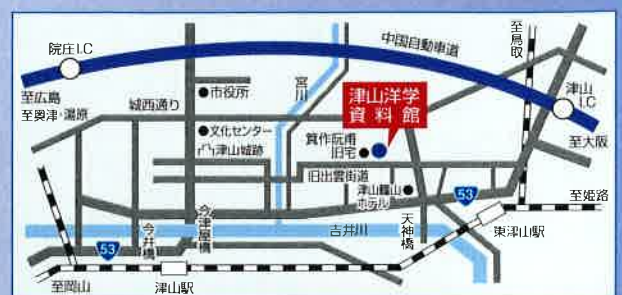 院庄I.C
中国自動車道
至鳥取
至広島
至奥津・湯原
城西通り
市役所
宮川
津山洋学
資料館
津山
I.C
至大阪
文化センター
津山城跡
箕作阮甫
旧宅
旧出雲街道
津山鶴山
ホテル
53
至姫路
今井橋
今津屋橋
吉井川
天神橋
東津山駅
53
至岡山
津山駅